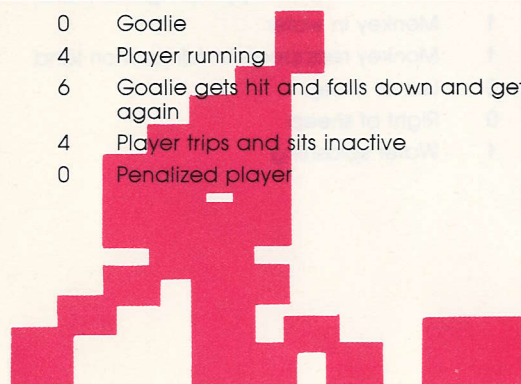 0 Goalie
4 Player running
6 Goalie gets hit and falls down and get
again
4 Player trips and sits inactive
0 Penalized player